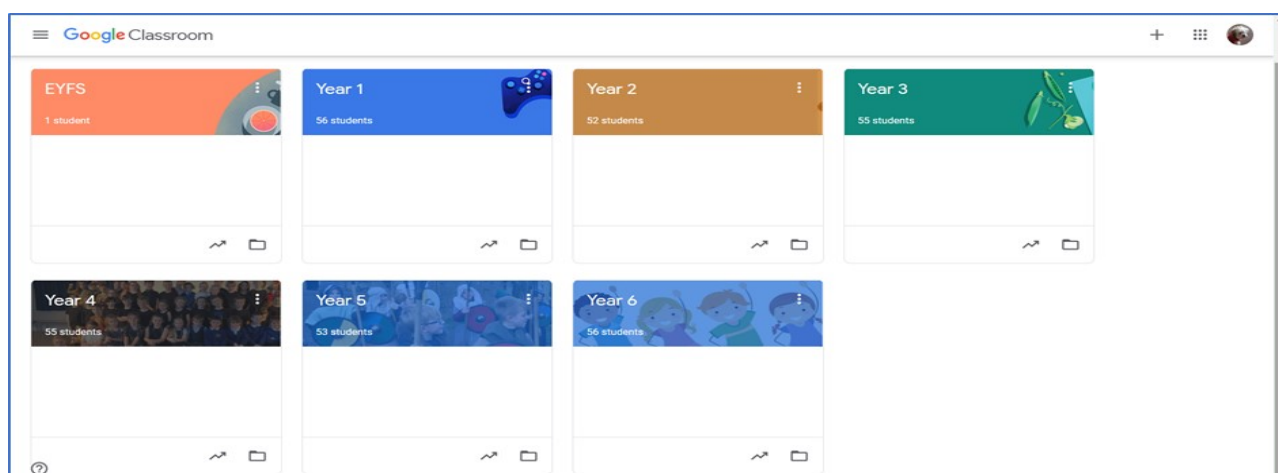 Google Classroom
EYFS
1 student
Year 1
56 students
Year 2
52 students
Year 3
55 students
Year 4
55 students
Year 5
53 students
Year 6
56 students